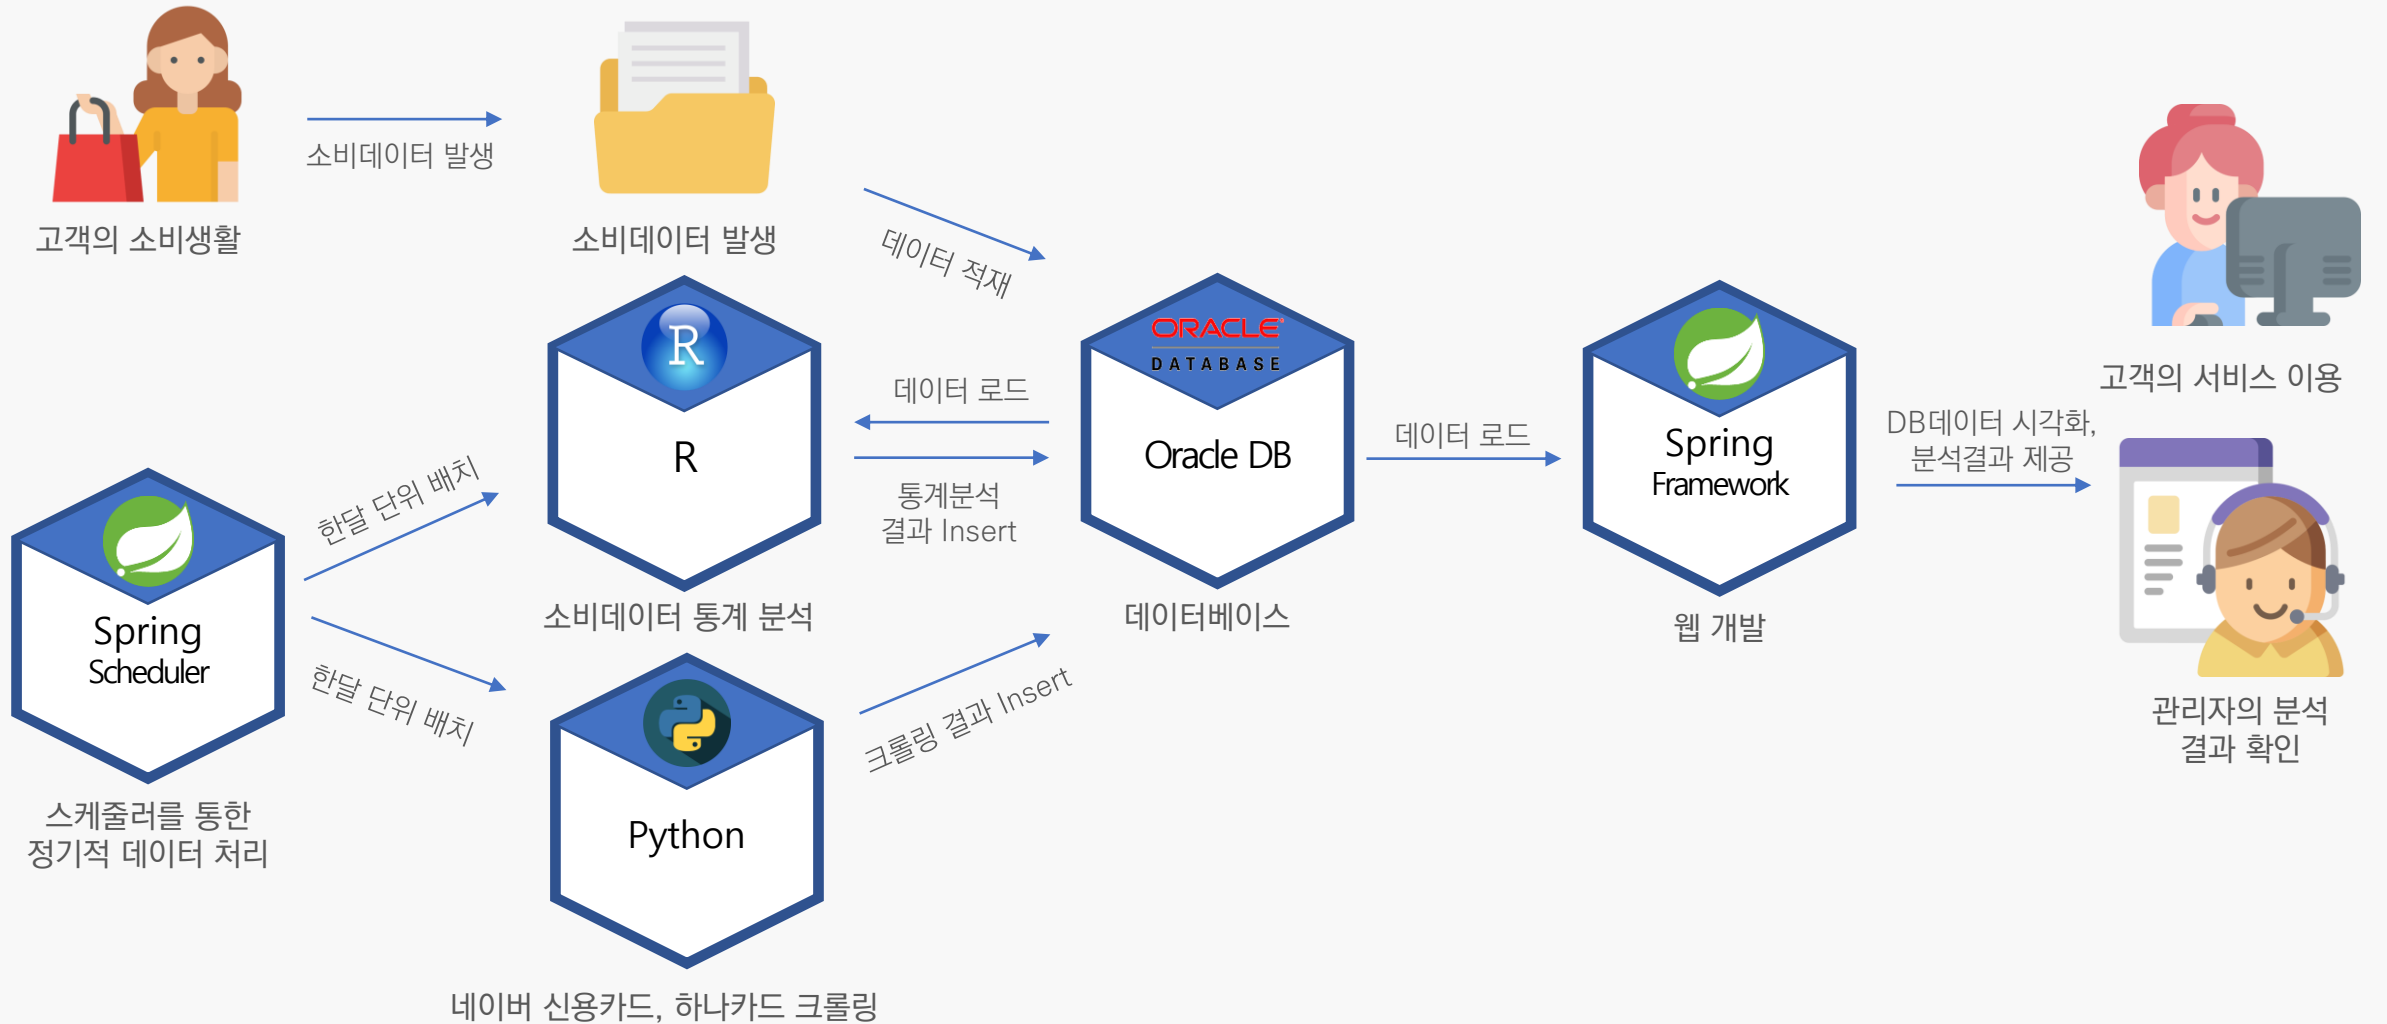 소비데이터 발생
고객의 소비생활
소비데이터 발생
데이터 적재
R
R
소비데이터 통계 분석
데이터 로드
통계분석
결과 Insert
ORACLE
DATABASE
Oracle DB
데이터베이스
데이터 로드
Spring
Framework
웹 개발
DB데이터 시각화,
분석결과 제공
고객의 서비스 이용
관리자의 분석
결과 확인
Spring
Scheduler
스케줄러를 통한
정기적 데이터 처리
한달 단위 배치
한달 단위 배치
Python
네이버 신용카드, 하나카드 크롤링
크롤링 결과 Insert